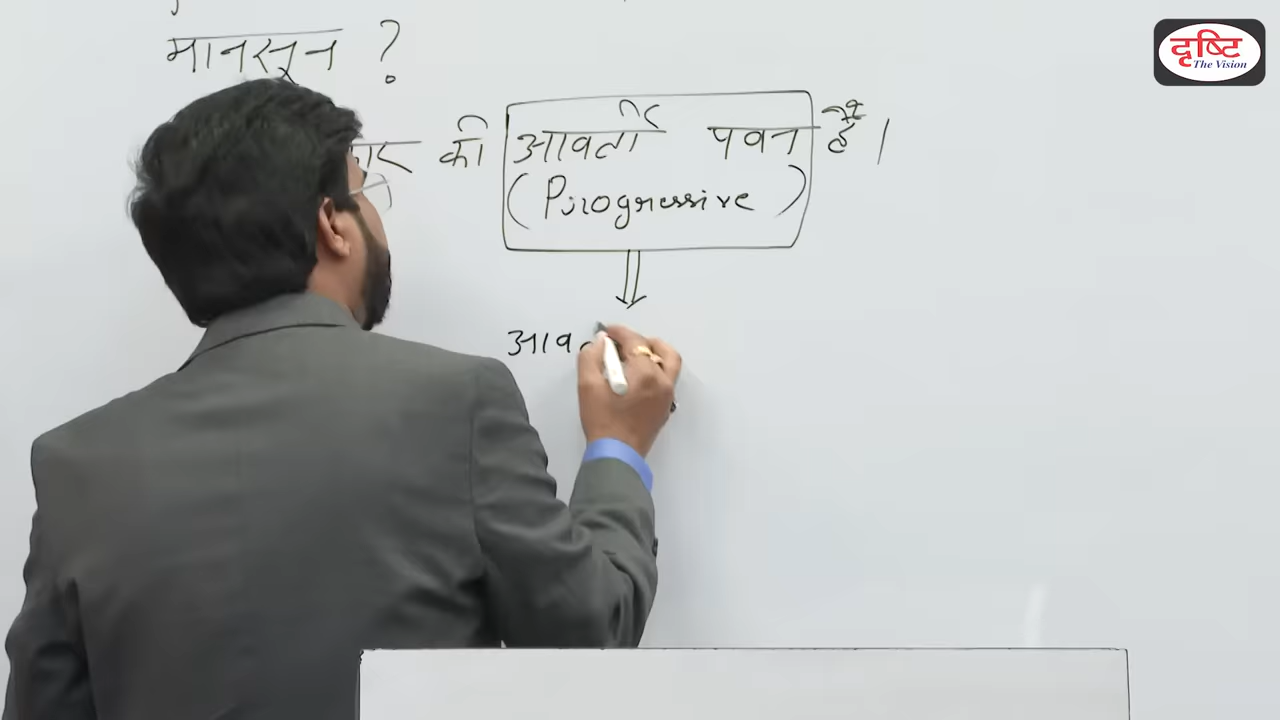 मानसून ?
की आवर्ती पवन है।
(Progressive)
आव
दृष्टि
The Vision